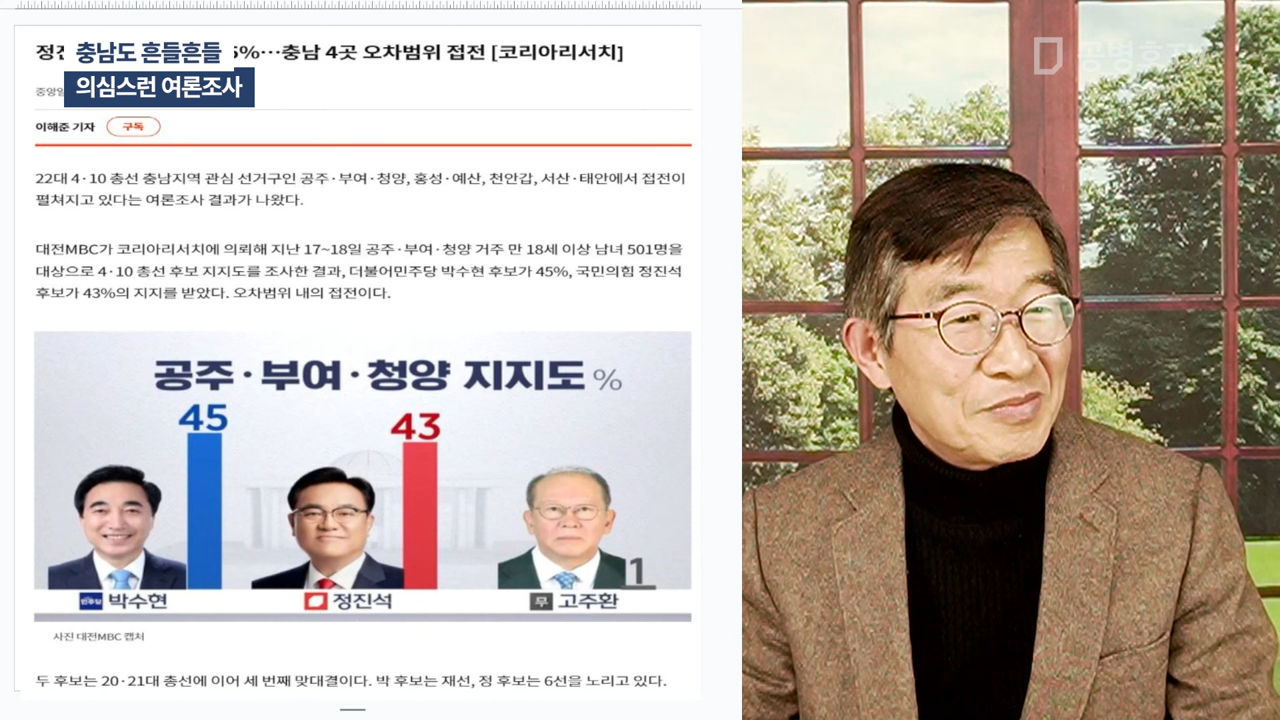 충남도 흔들흔들
의심스런 여론조사
5%…충남 4곳 오차범위 접전 [코리아리서치]
이해준 기자 구독
22대 4·10 총선 충남지역 관심 선거구인 공주·부여·청양, 홍성·예산, 천안갑, 서산·태안에서 접전이
펼쳐지고 있다는 여론조사 결과가 나왔다.
대전MBC가 코리아리서치에 의뢰해 지난 17~18일 공주·부여·청양 거주 만 18세 이상 남녀 501명을
대상으로 4·10 총선 후보 지지도를 조사한 결과, 더불어민주당 박수현 후보가 45%, 국민의힘 정진석
후보가 43%의 지지를 받았다. 오차범위 내의 접전이다.
공주·부여·청양 지지도 %
45 43 1
민주당 박수현 정진석 무 고주환
사진 대전MBC 캡처
두 후보는 20·21대 총선에 이어 세 번째 맞대결이다. 박 후보는 재선, 정 후보는 6선을 노리고 있다.